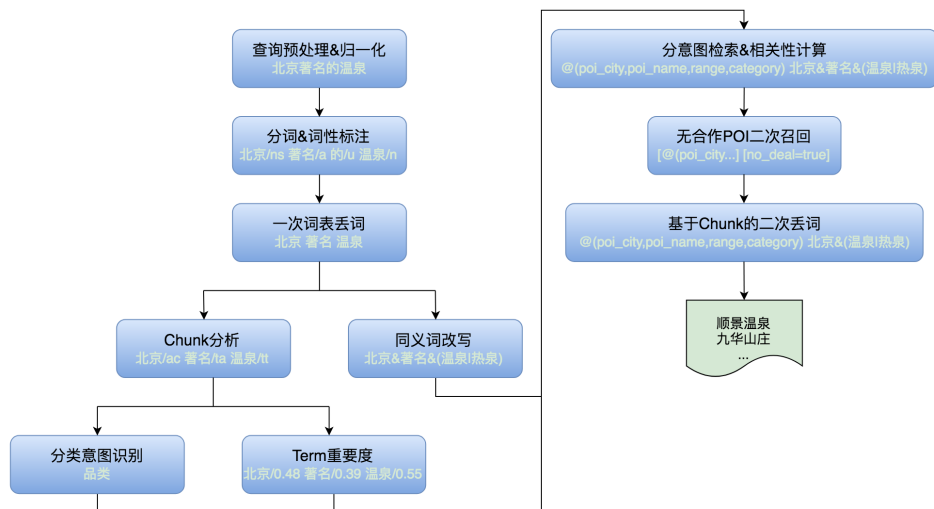 查询预处理&归一化
北京著名的温泉
分词&词性标注
北京/ns 著名/a 的/u 温泉/n
一次词表丢词
北京 著名 温泉
Chunk分析
北京/ac 著名/ta 温泉/tt
同义词改写
北京&著名&(温泉|热泉)
分类意图识别
品类
Term重要度
北京/0.48 著名/0.39 温泉/0.55
分意图检索&相关性计算
@(poi_city,poi_name,range,category) 北京&著名&(温泉|热泉)
无合作POI二次召回
[@(poi_city...] [no_deal=true]
基于Chunk的二次丢词
@(poi_city,poi_name,range,category) 北京&(温泉|热泉)
顺景温泉
九华山庄
...